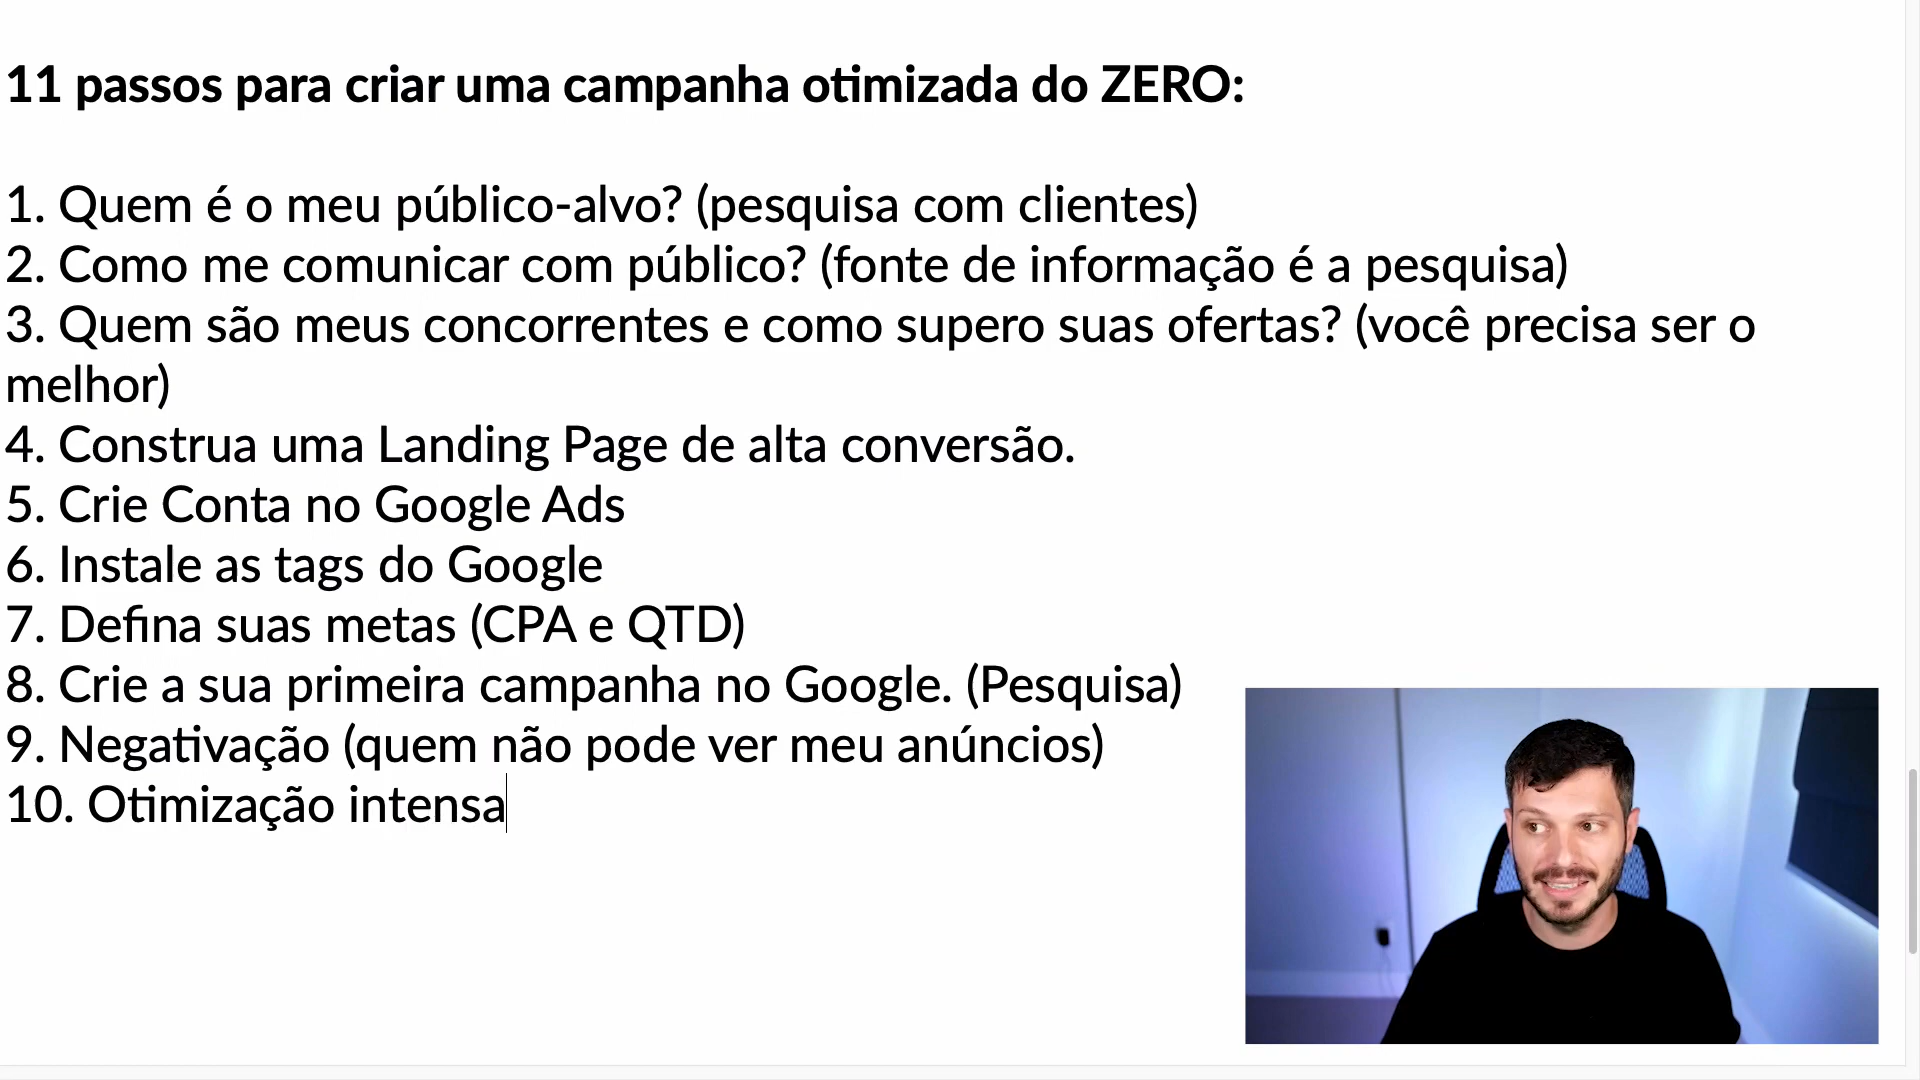 11 passos para criar uma campanha otimizada do ZERO:
1. Quem é o meu público-alvo? (pesquisa com clientes)
2. Como me comunicar com público? (fonte de informação é a pesquisa)
3. Quem são meus concorrentes e como supero suas ofertas? (você precisa ser o
melhor)
4. Construa uma Landing Page de alta conversão.
5. Crie Conta no Google Ads
6. Instale as tags do Google
7. Defina suas metas (CPA e QTD)
8. Crie a sua primeira campanha no Google. (Pesquisa)
9. Negativação (quem não pode ver meu anúncios)
10. Otimização intensa